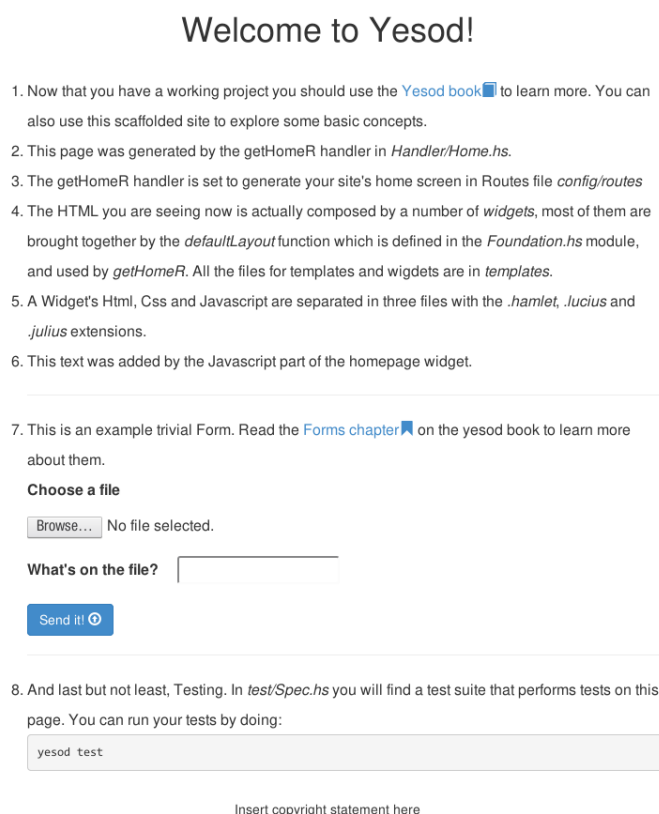 Welcome to Yesod!
1. Now that you have a working project you should use the Yesod book to learn more. You can
also use this scaffolded site to explore some basic concepts.
2. This page was generated by the getHomeR handler in Handler/Home.hs.
3. The getHomeR handler is set to generate your site's home screen in Routes file config/routes
4. The HTML you are seeing now is actually composed by a number of widgets, most of them are
brought together by the defaultLayout function which is defined in the Foundation.hs module,
and used by getHomeR. All the files for templates and wigdets are in templates.
5. A Widget's Html, Css and Javascript are separated in three files with the .hamlet, .lucius and
.julius extensions.
6. This text was added by the Javascript part of the homepage widget.
7. This is an example trivial Form. Read the Forms chapter on the yesod book to learn more
about them.
Choose a file
Browse... No file selected.
What's on the file?
Send it!
8. And last but not least, Testing. In test/Spec.hs you will find a test suite that performs tests on this
page. You can run your tests by doing:
yesod test
Insert copyright statement here